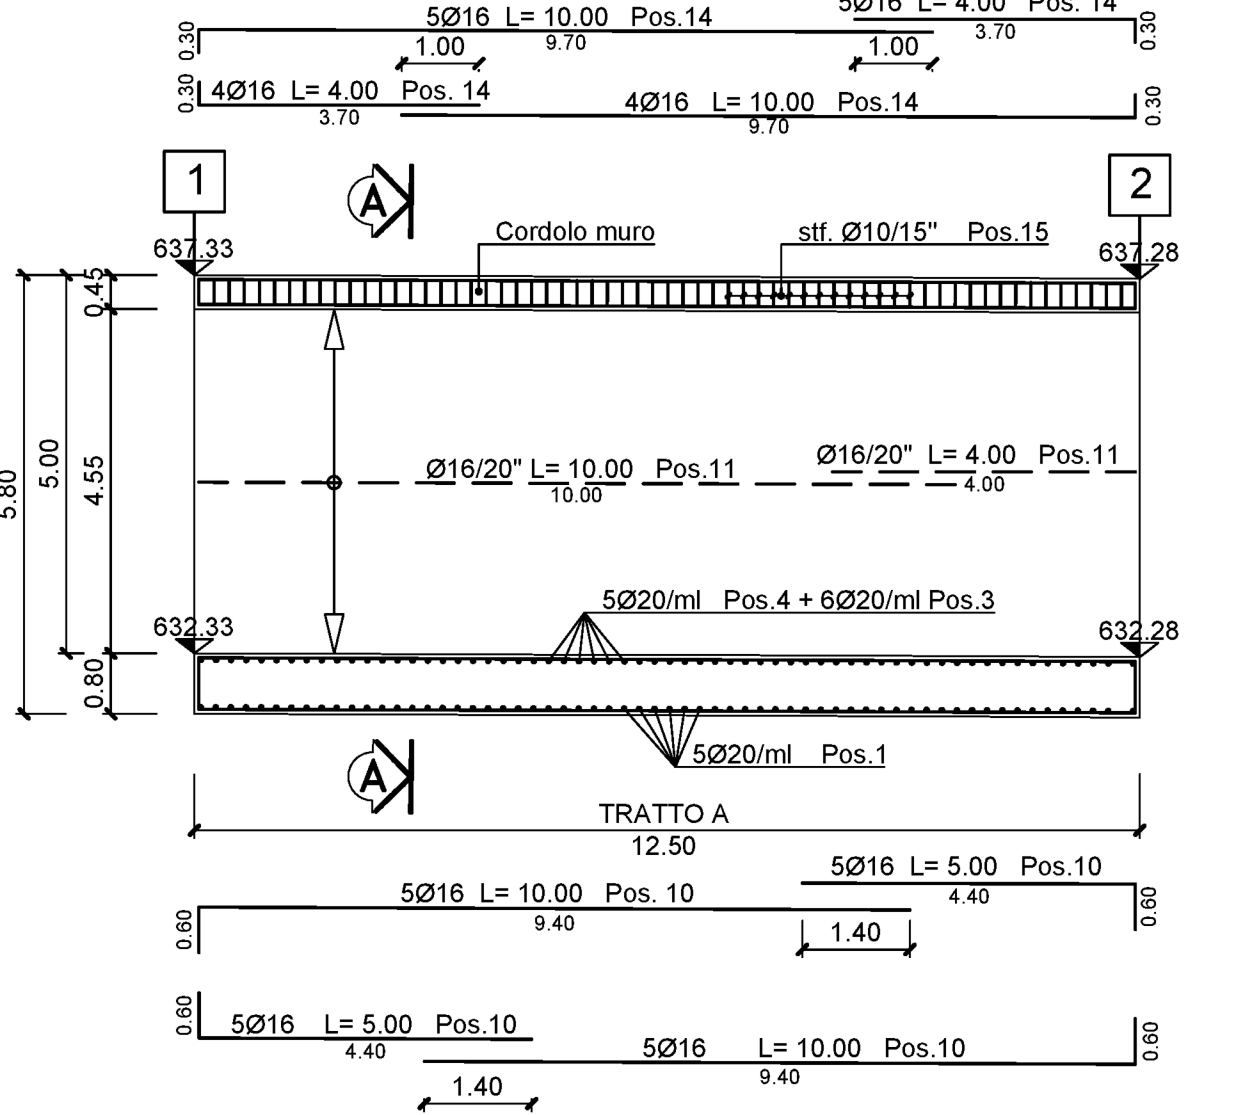 5Ø16 L= 10.00 Pos.14
5Ø16 L= 4.00 Pos. 14
0.30
9.70
3.70
0.30
1.00
1.00
0.30
4Ø16 L= 4.00 Pos. 14
3.70
4Ø16 L= 10.00 Pos.14
9.70
0.30
1
2
A
Cordolo muro
stf. Ø10/15" Pos.15
637.33
637.28
0.45
5.80
5.00
4.55
Ø16/20" L= 10.00 Pos.11
10.00
Ø16/20" L= 4.00 Pos.11
4.00
5Ø20/ml Pos.4 + 6Ø20/ml Pos.3
632.33
632.28
0.80
5Ø20/ml Pos.1
A
TRATTO A
12.50
5Ø16 L= 5.00 Pos.10
4.40
5Ø16 L= 10.00 Pos. 10
9.40
0.60
0.60
1.40
0.60
5Ø16 L= 5.00 Pos.10
4.40
5Ø16 L= 10.00 Pos.10
9.40
0.60
1.40